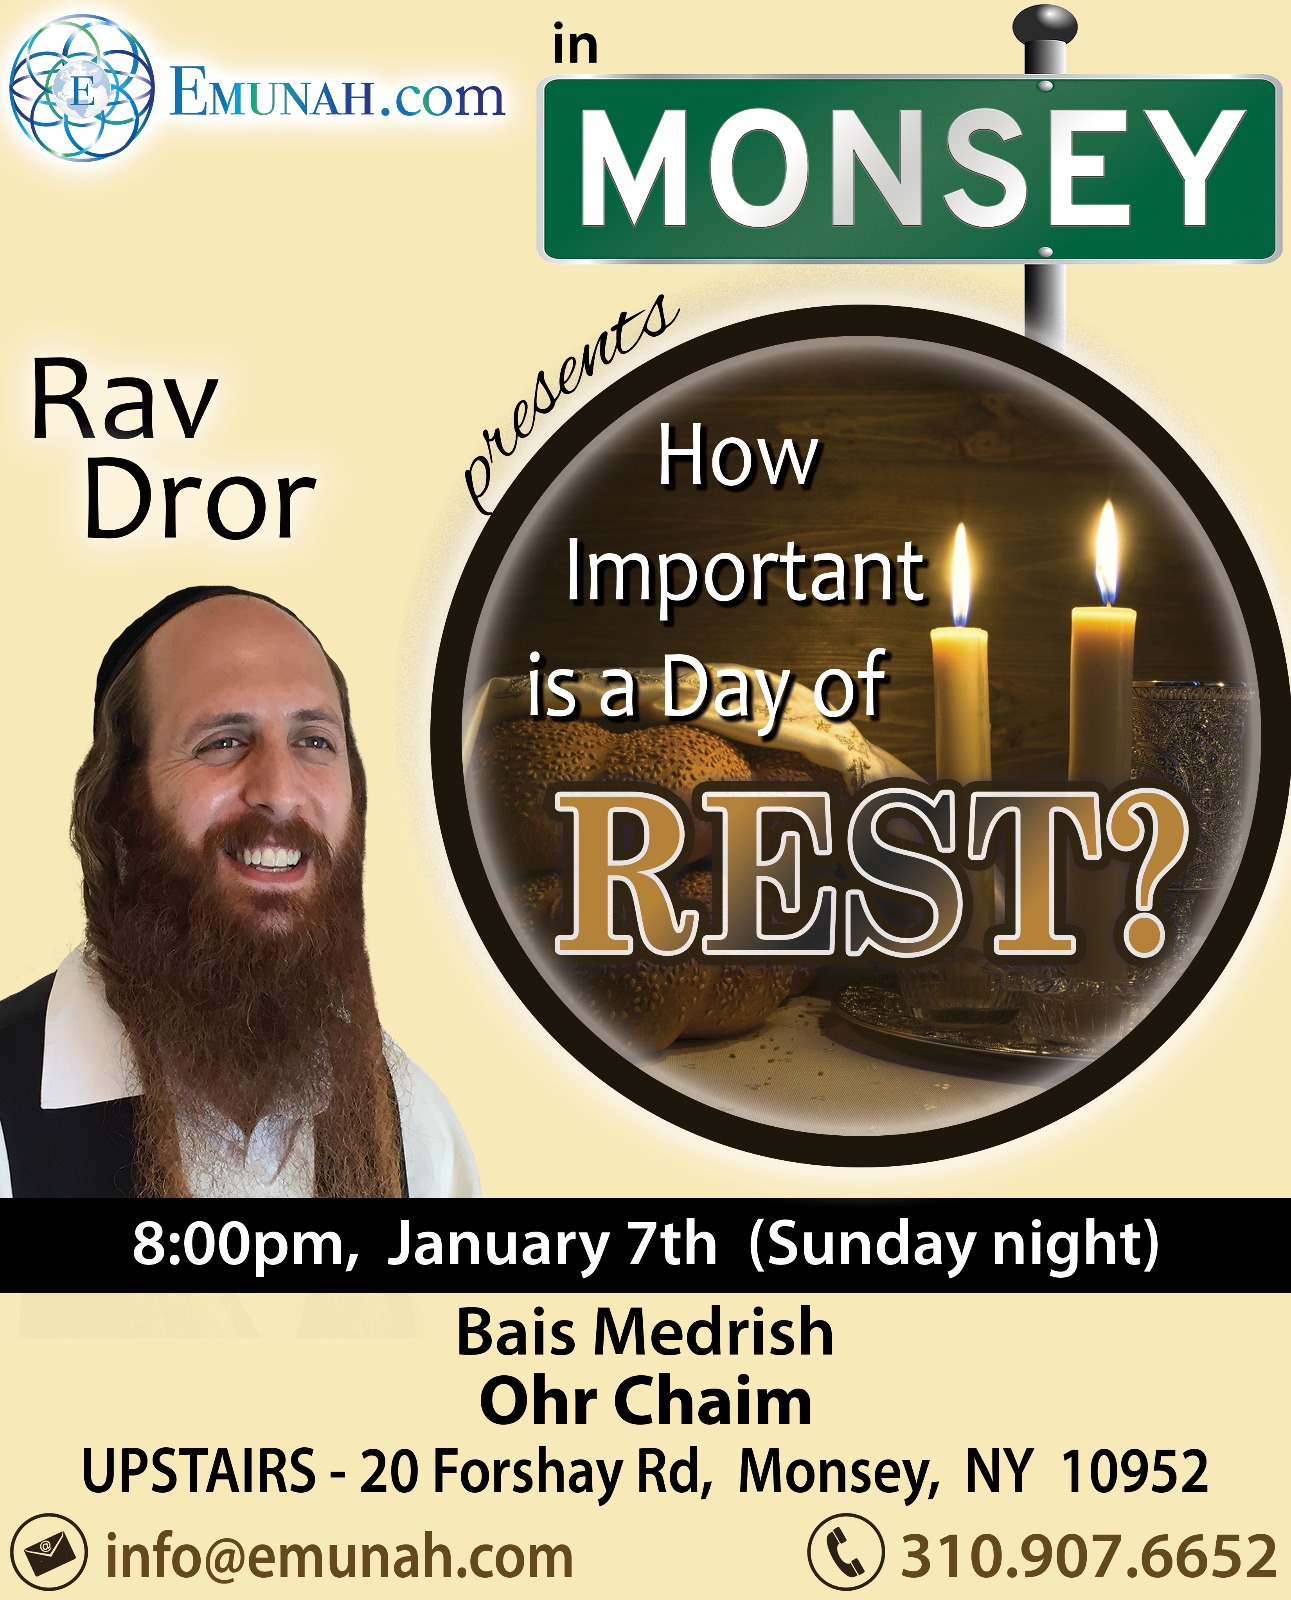 E
EMUNAH.com
in
MONSEY
presents
Rav
Dror
How
Important
is a Day of
REST?
8:00pm, January 7th (Sunday night)
Bais Medrish
Ohr Chaim
UPSTAIRS - 20 Forshay Rd, Monsey, NY 10952
@
info@emunah.com
310.907.6652